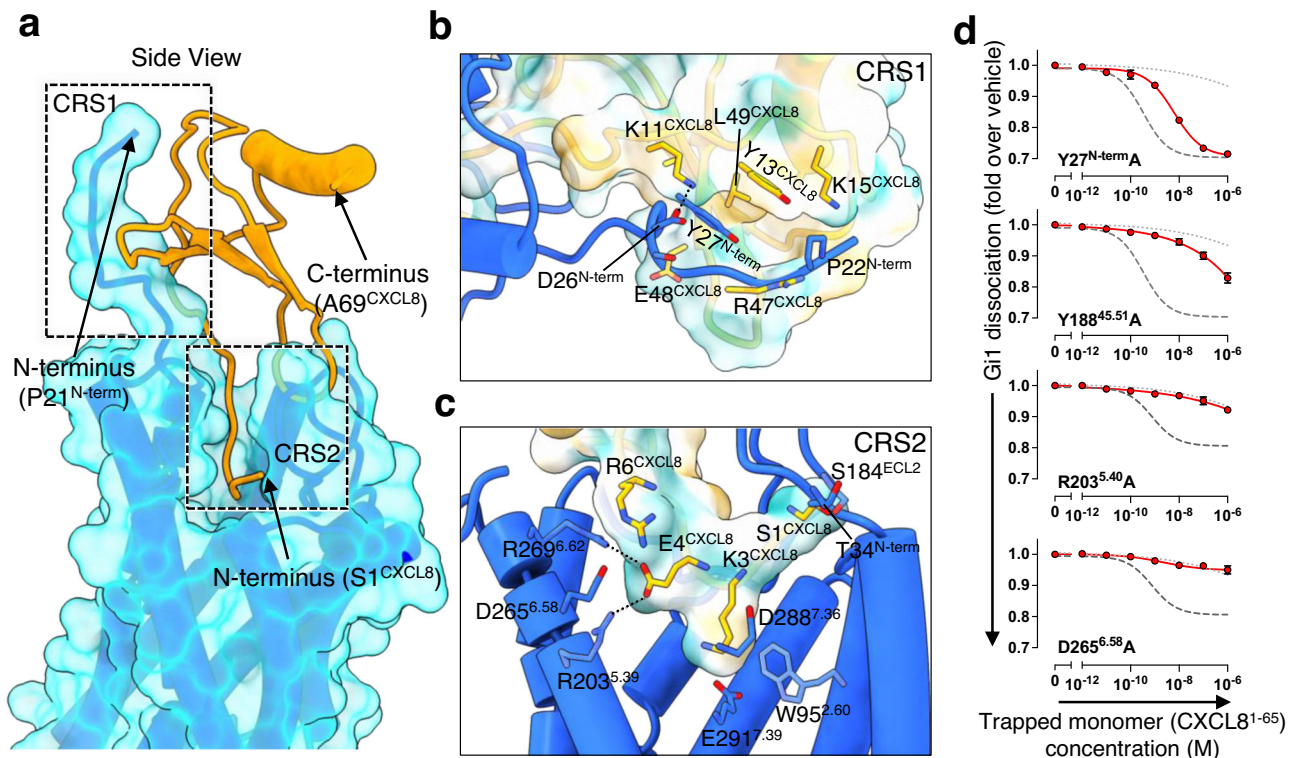 a
Side View
CRS1
C-terminus
(A69CXCL8)
N-terminus
(P21N-term)
CRS2
N-terminus (S1CXCL8)
b
CRS1
L49CXCL8
K11CXCL8
Y13CXCL8
K15CXCL8
Y27N-term
D26N-term
P22N-term
E48CXCL8
R47CXCL8
c
CRS2
R6CXCL8
S184ECL2
S1CXCL8
E4CXCL8
R2696.62
K3CXCL8
T34N-term
D2656.58
D2887.36
R2035.39
W952.60
E2917.39
d
Gi1 dissociation (fold over vehicle)
1.0
0.9
0.8
0.7
Y27N-termA
0 10-12 10-10 10-8 10-6
1.0
0.9
0.8
0.7
Y18845.51A
0 10-12 10-10 10-8 10-6
1.0
0.9
0.8
0.7
R2035.40A
0 10-12 10-10 10-8 10-6
1.0
0.9
0.8
0.7
D2656.58A
0 10-12 10-10 10-8 10-6
Trapped monomer (CXCL81-65)
concentration (M)